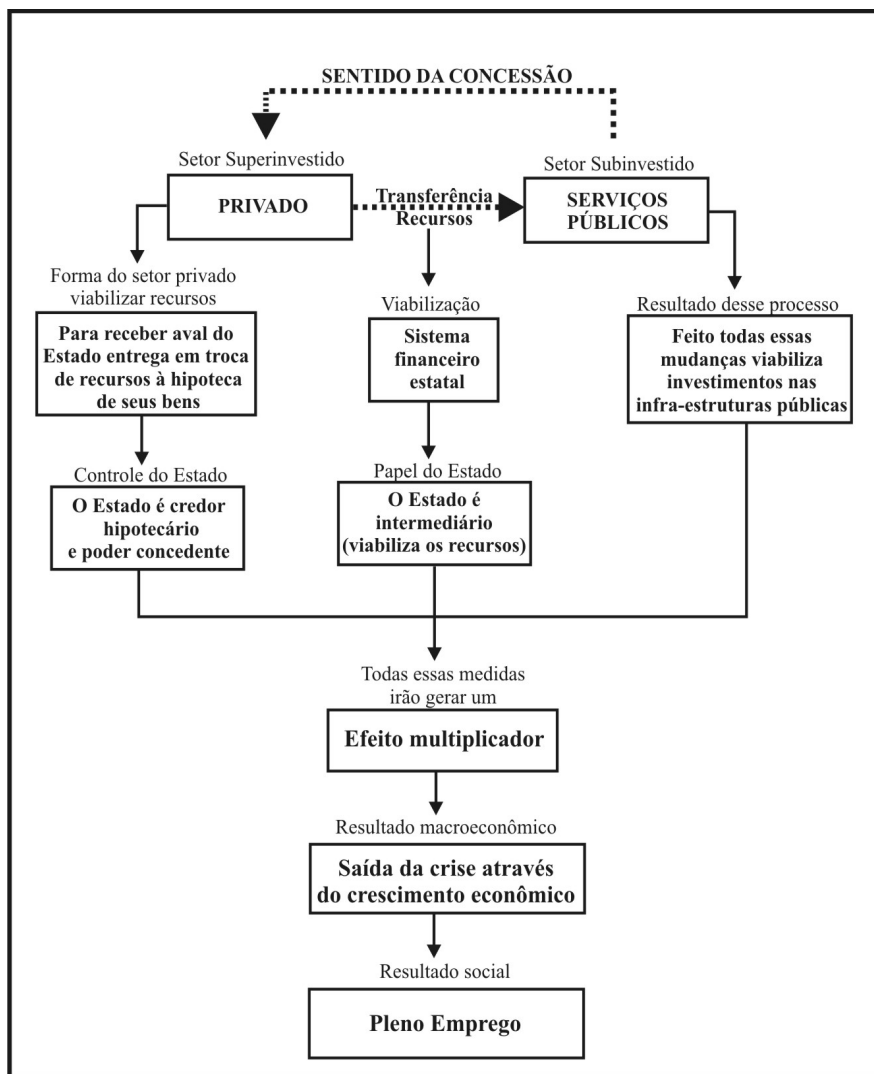 SENTIDO DA CONCESSÃO
Setor Superinvestido
PRIVADO
Transferência
Recursos
Setor Subinvestido
SERVIÇOS
PÚBLICOS
Forma do setor privado
viabilizar recursos
Para receber aval do
Estado entrega em troca
de recursos à hipoteca
de seus bens
Viabilização
Sistema
financeiro
estatal
Resultado desse processo
Feito todas essas
mudanças viabiliza
investimentos nas
infra-estruturas públicas
Controle do Estado
O Estado é credor
hipotecário
e poder concedente
Papel do Estado
O Estado é
intermediário
(viabiliza os recursos)
Todas essas medidas
irão gerar um
Efeito multiplicador
Resultado macroeconômico
Saída da crise através
do crescimento econômico
Resultado social
Pleno Emprego